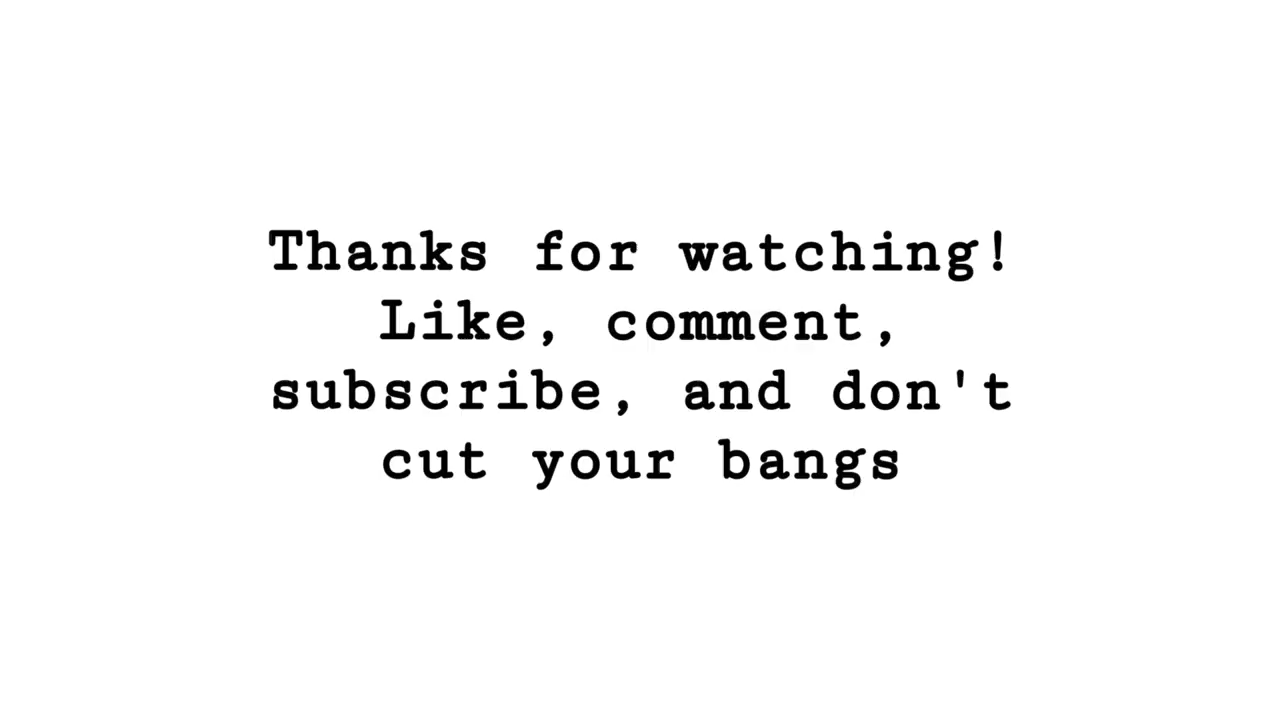 Thanks for watching!
Like, comment,
subscribe, and don't
cut your bangs